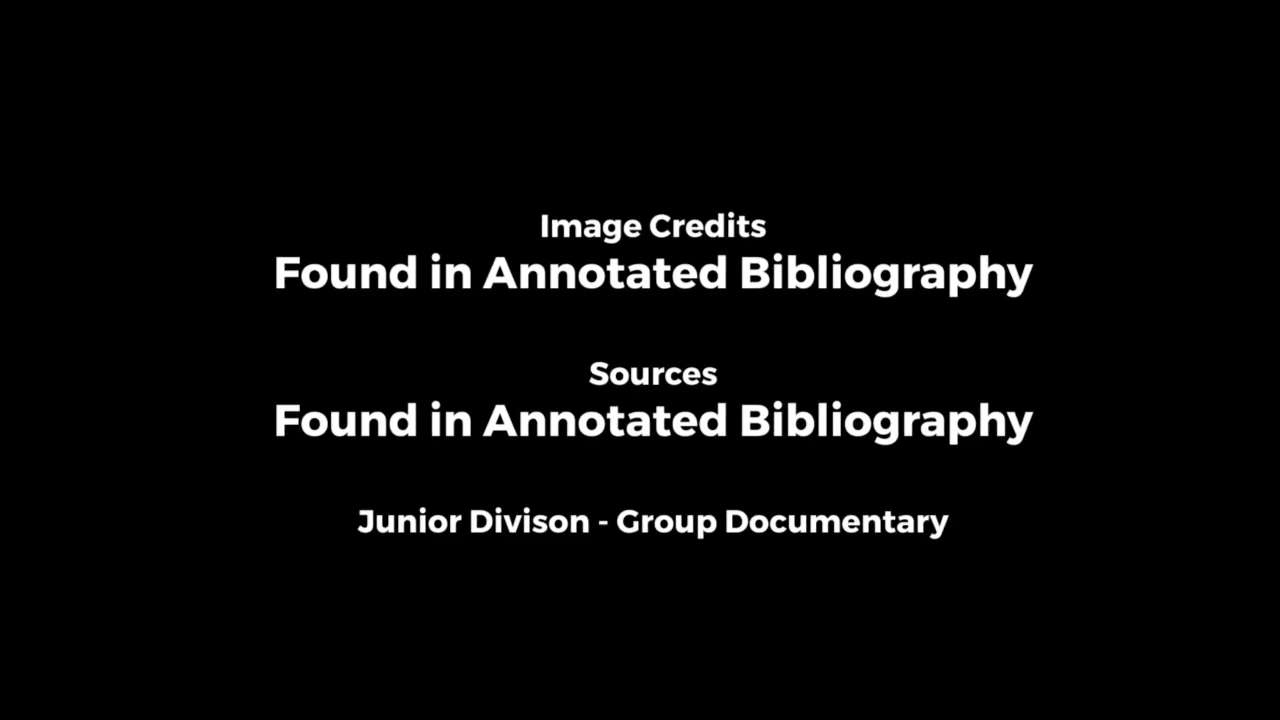 Image Credits
Found in Annotated Bibliography
Sources
Found in Annotated Bibliography
Junior Divison - Group Documentary